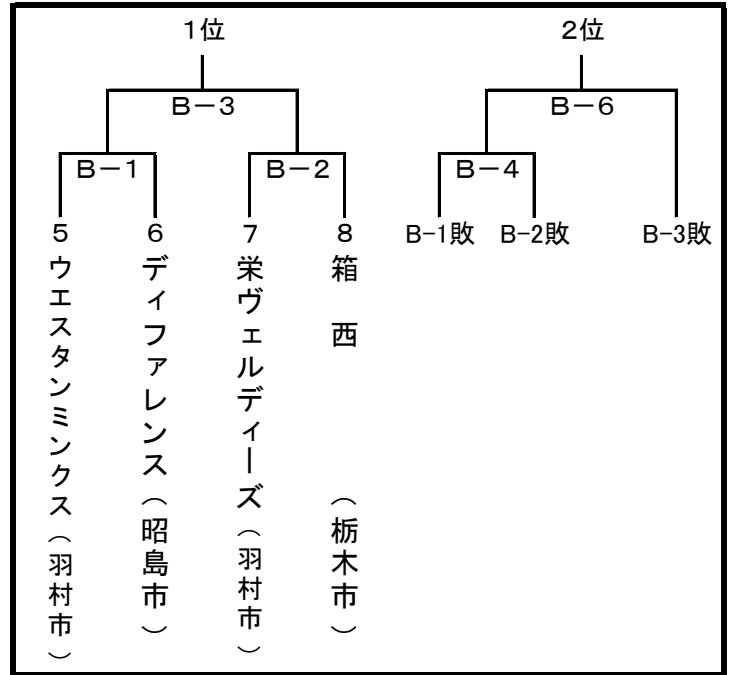 １位
２位
Ｂ－３
Ｂ－６
Ｂ－１
Ｂ－２
Ｂ－４
５
６
７
８
B-1敗
B-2敗
B-3敗
ウエスタンミンクス（羽村市）
ディファレンス（昭島市）
栄ヴェルディーズ（羽村市）
箱　西　（栃木市）